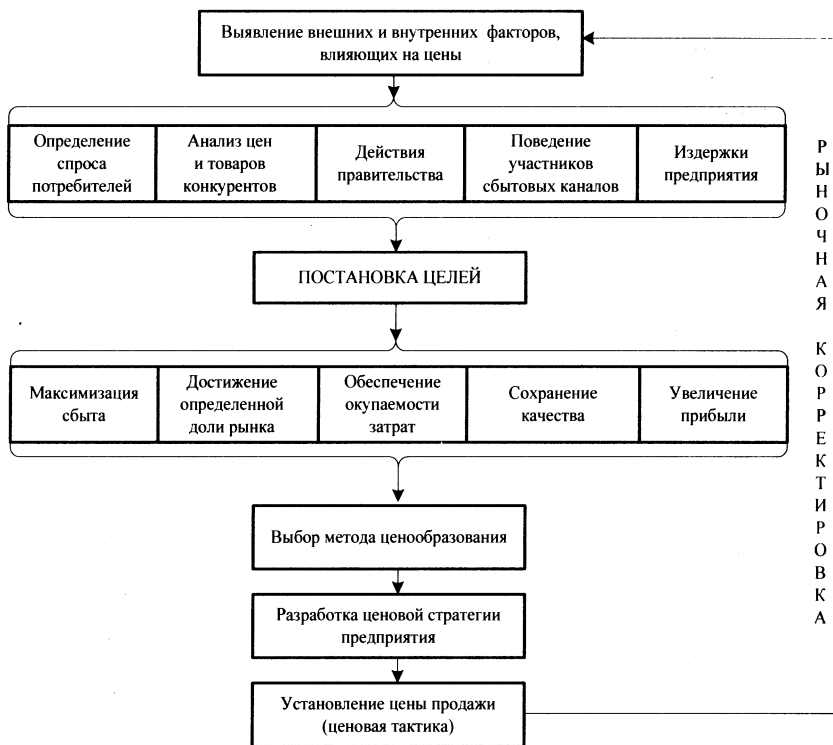 Выявление внешних и внутренних факторов,
влияющих на цены
Определение
спроса
потребителей
Анализ цен
и товаров
конкурентов
Действия
правительства
Поведение
участников
сбытовых каналов
Издержки
предприятия
ПОСТАНОВКА ЦЕЛЕЙ
Максимизация
сбыта
Достижение
определенной
доли рынка
Обеспечение
окупаемости
затрат
Сохранение
качества
Увеличение
прибыли
Выбор метода ценообразования
Разработка ценовой стратегии
предприятия
Установление цены продажи
(ценовая тактика)
РЫНОЧНАЯ КОРРЕКТИРОВКА